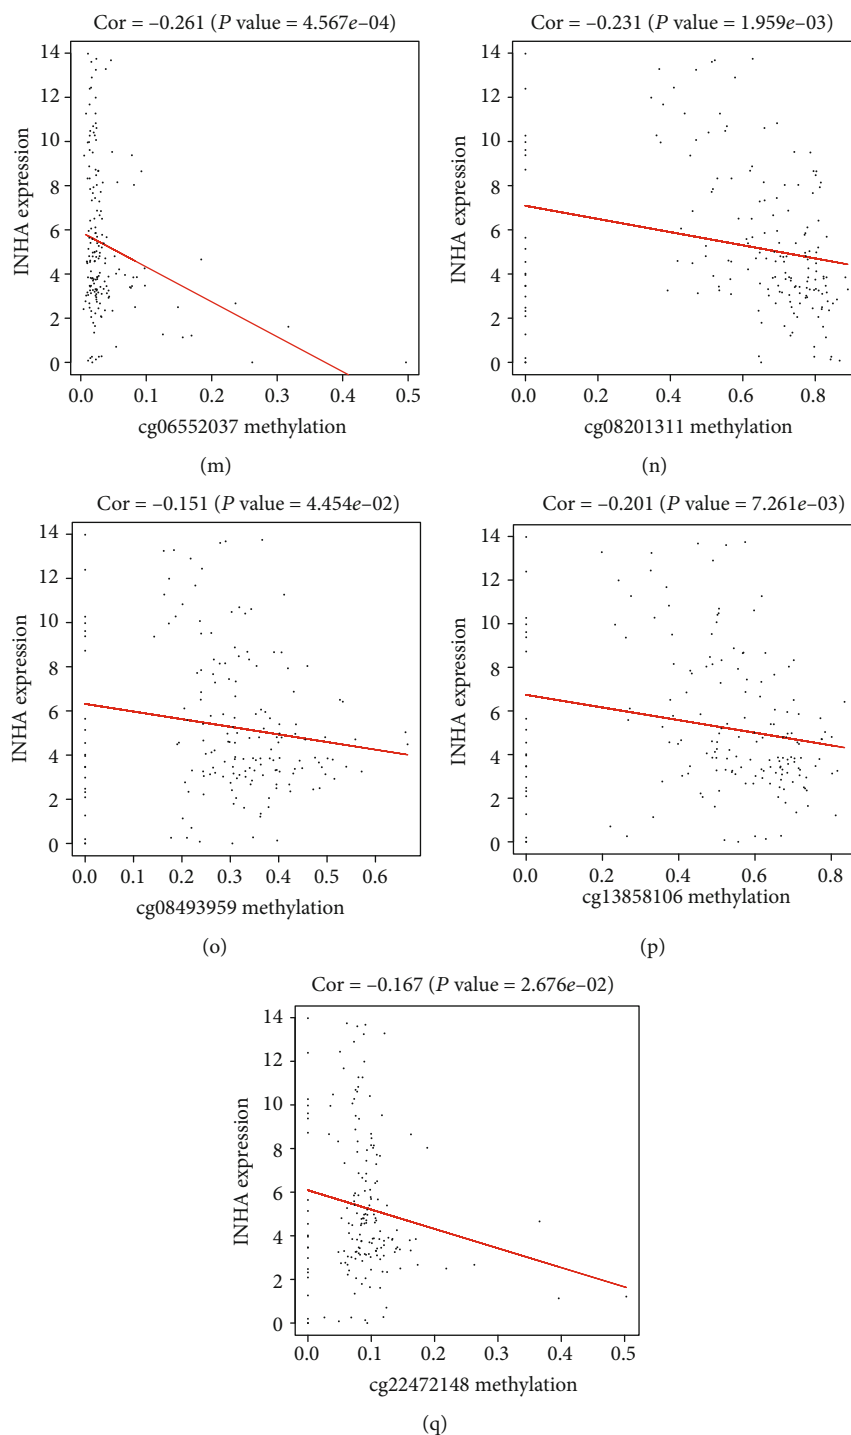 Cor = –0.261 (P value = 4.567e–04)
14
12
10
8
6
4
2
0
INHA expression
0.0 0.1 0.2 0.3 0.4 0.5
cg06552037 methylation
(m)
Cor = –0.231 (P value = 1.959e–03)
14
12
10
8
6
4
2
0
INHA expression
0.0 0.2 0.4 0.6 0.8
cg08201311 methylation
(n)
Cor = –0.151 (P value = 4.454e–02)
14
12
10
8
6
4
2
0
INHA expression
0.0 0.1 0.2 0.3 0.4 0.5 0.6
cg08493959 methylation
(o)
Cor = –0.201 (P value = 7.261e–03)
14
12
10
8
6
4
2
0
INHA expression
0.0 0.2 0.4 0.6 0.8
cg13858106 methylation
(p)
Cor = –0.167 (P value = 2.676e–02)
14
12
10
8
6
4
2
0
INHA expression
0.0 0.1 0.2 0.3 0.4 0.5
cg22472148 methylation
(q)